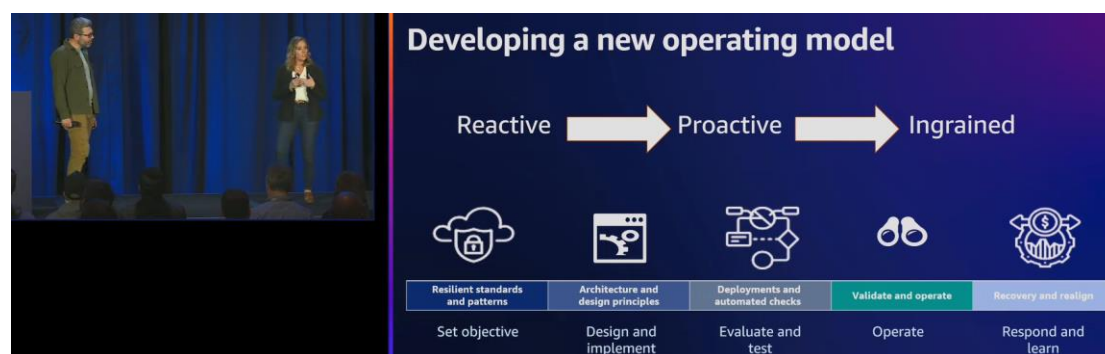 Developing a new operating model
Reactive
Proactive
Ingrained
Resilient standards
and patterns
Architecture and
design principles
Deployments and
automated checks
Validate and operate
Recovery and realign
Set objective
Design and
implement
Evaluate and
test
Operate
Respond and
learn